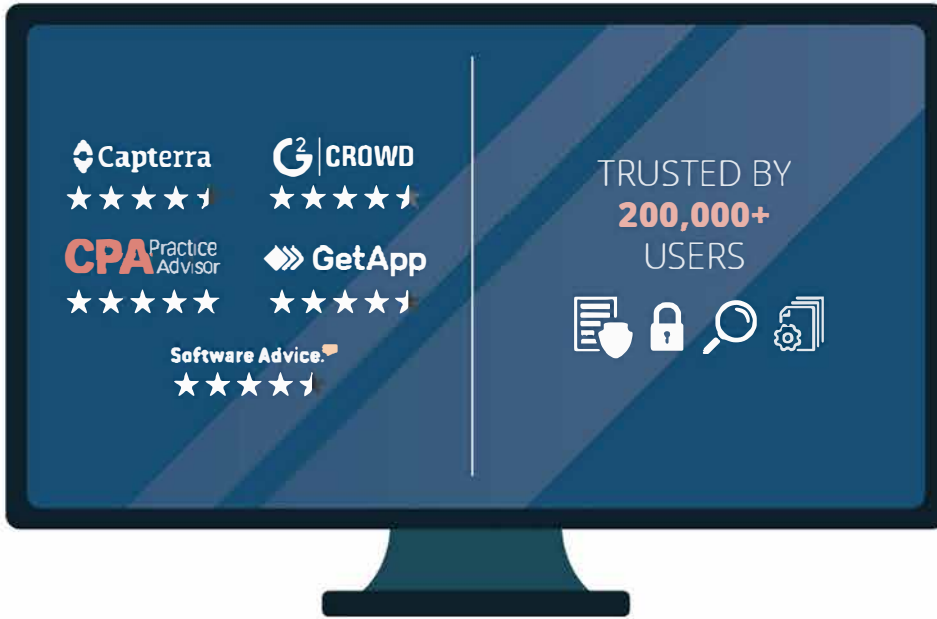 Capterra
G2 CROWD
CPA Practice Advisor
GetApp
Software Advice.
TRUSTED BY
200,000+
USERS